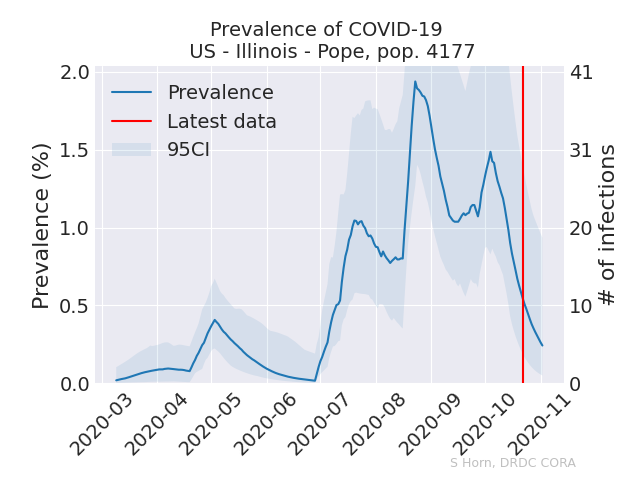 Prevalence of COVID-19
US - Illinois - Pope, pop. 4177
Prevalence (%)
2.0
1.5
1.0
0.5
0.0
Prevalence
Latest data
95CI
41
31
20
10
0
# of infections
2020-03
2020-04
2020-05
2020-06
2020-07
2020-08
2020-09
2020-10
2020-11
S Horn, DRDC CORA